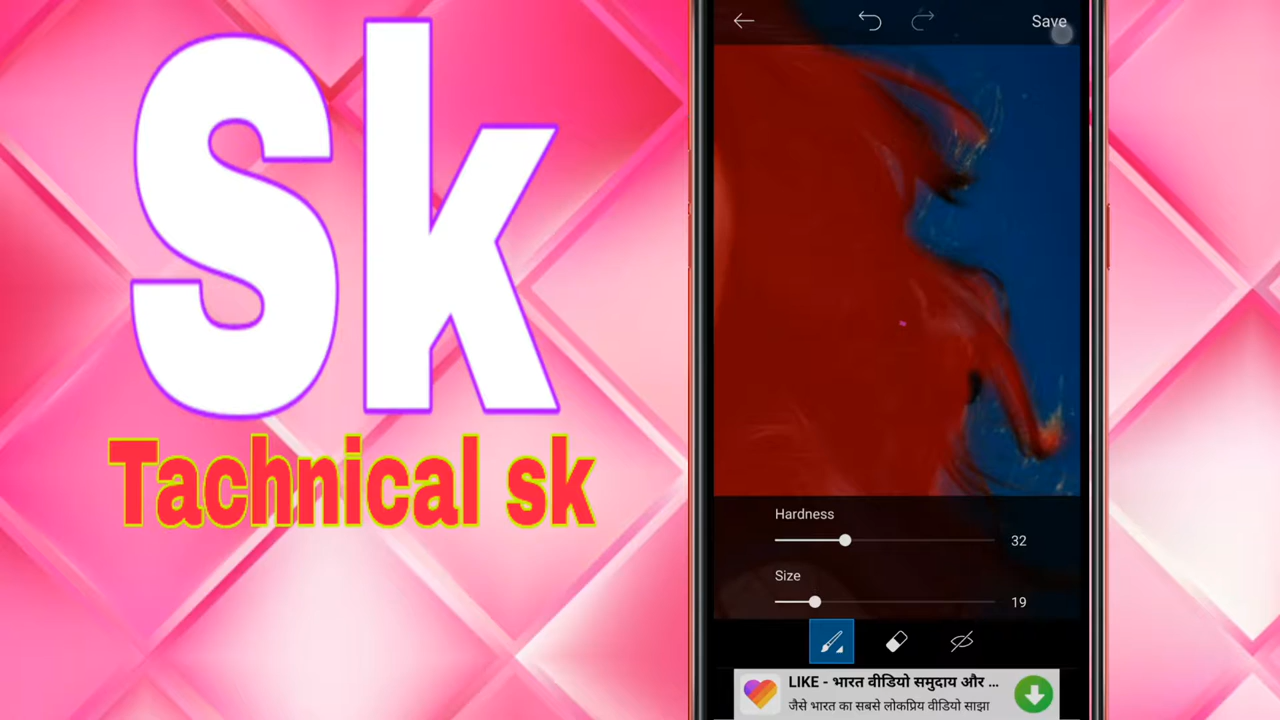 Sk
Tachnical sk
Save
Hardness
32
Size
19
LIKE - भारत वीडियो समुदाय और ...
जैसे भारत का सबसे लोकप्रिय वीडियो साझा